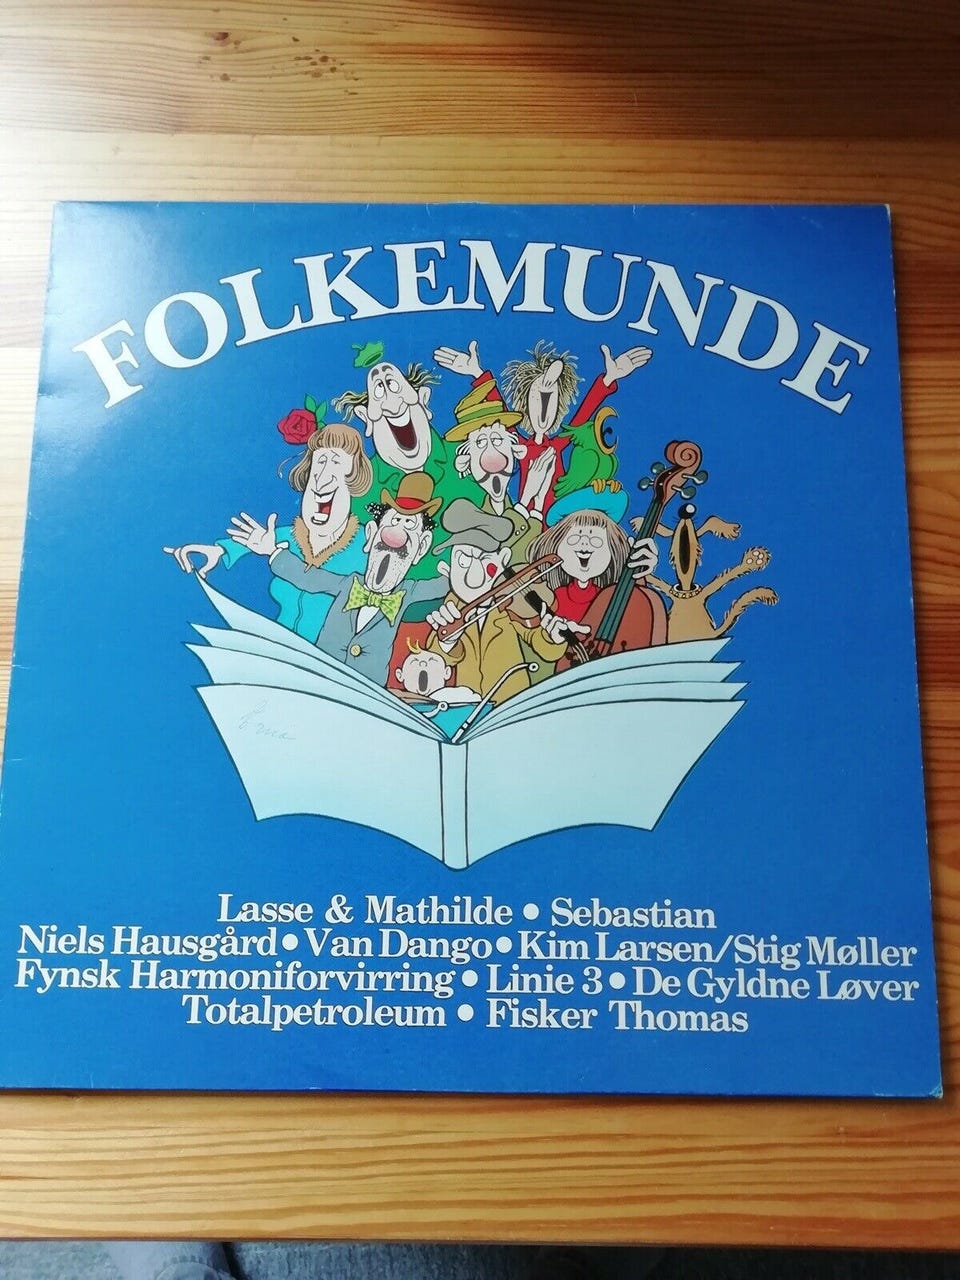 FOLKEMUNDE
Lasse & Mathilde • Sebastian
Niels Hausgård • Van Dango • Kim Larsen/Stig Møller
Fynsk Harmoniforvirring • Linie 3 • De Gyldne Løver
Totalpetroleum • Fisker Thomas